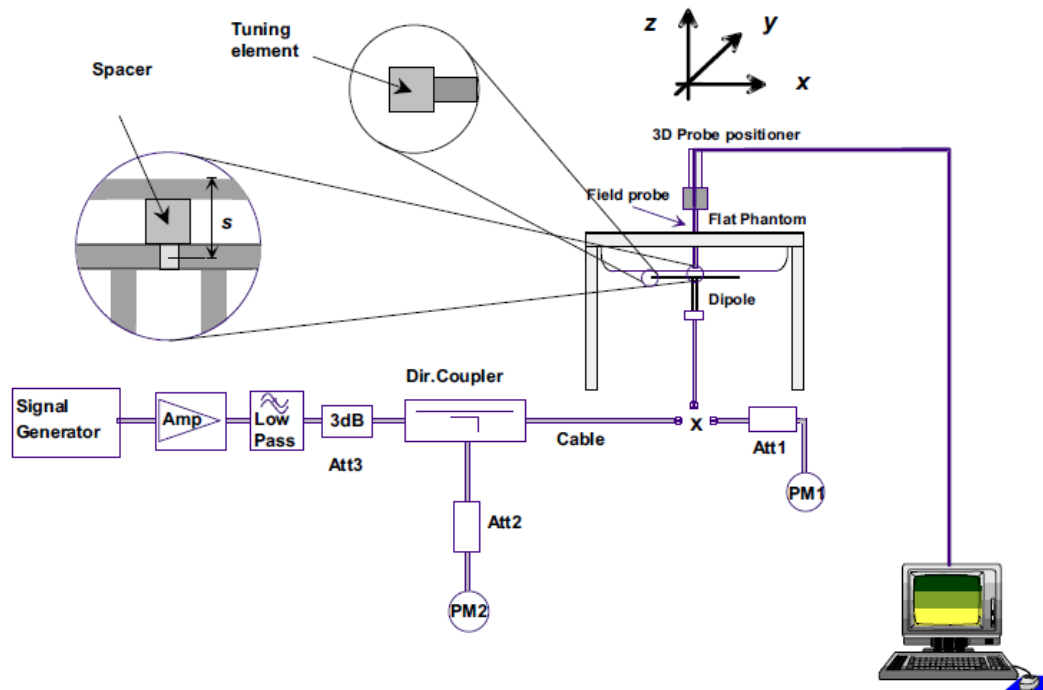 Tuning
element
Spacer
s
z
y
x
3D Probe positioner
Field probe
Flat Phantom
Dipole
Dir.Coupler
Signal
Generator
Amp
Low
Pass
3dB
Att3
Cable
x
Att1
PM1
Att2
PM2